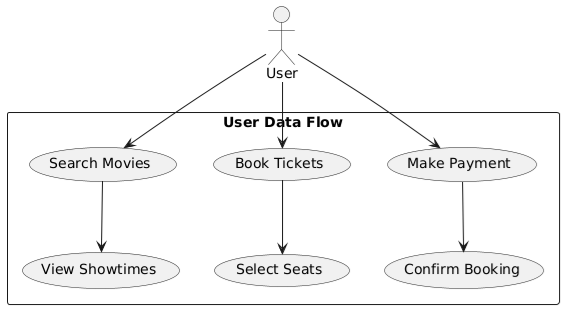 User
User Data Flow
Search Movies
Book Tickets
Make Payment
View Showtimes
Select Seats
Confirm Booking